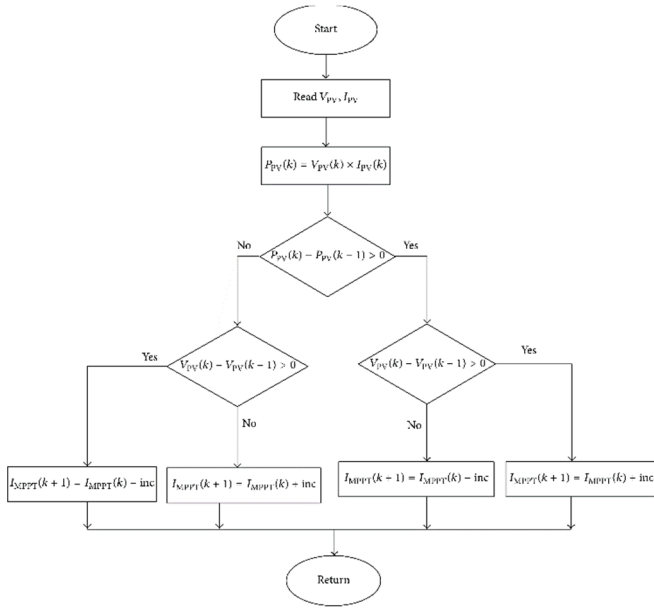 Start
Read V_PV, I_PV
P_PV(k) = V_PV(k) × I_PV(k)
No
Yes
P_PV(k) − P_PV(k − 1) > 0
Yes
V_PV(k) − V_PV(k − 1) > 0
No
V_PV(k) − V_PV(k − 1) > 0
Yes
No
I_MPPT(k + 1) − I_MPPT(k) − inc
I_MPPT(k + 1) − I_MPPT(k) + inc
I_MPPT(k + 1) = I_MPPT(k) − inc
I_MPPT(k + 1) = I_MPPT(k) + inc
Return